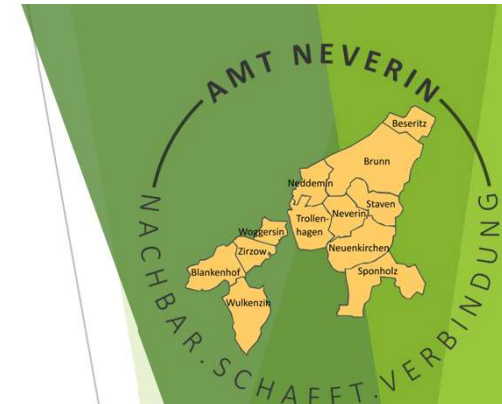 AMT NEVERIN
Beseritz
Brunn
Neddemin
Staven
Neverin
Trollen-
hagen
Woggersin
Neuenkirchen
Zirzow
Sponholz
Blankenhof
Wulkenzin
NACHBAR.SCHAFFT.VERBINDUNG